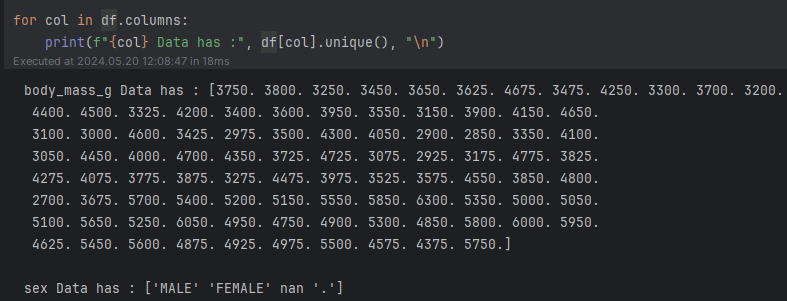 for col in df.columns:
    print(f"{col} Data has :", df[col].unique(), "\n")
Executed at 2024.05.20 12:08:47 in 18ms
body_mass_g Data has : [3750. 3800. 3250. 3450. 3650. 3625. 4675. 3475. 4250. 3300. 3700. 3200.
 4400. 4500. 3325. 4200. 3400. 3600. 3950. 3550. 3150. 3900. 4150. 4650.
 3100. 3000. 4600. 3425. 2975. 3500. 4300. 4050. 2900. 2850. 3350. 4100.
 3050. 4450. 4000. 4700. 4350. 3725. 4725. 3075. 2925. 3175. 4775. 3825.
 4275. 4075. 3775. 3875. 3275. 4475. 3975. 3525. 3575. 4550. 3850. 4800.
 2700. 3675. 5700. 5400. 5200. 5150. 5550. 5850. 6300. 5350. 5000. 5050.
 5100. 5650. 5250. 6050. 4950. 4750. 4900. 5300. 4850. 5800. 6000. 5950.
 4625. 5450. 5600. 4875. 4925. 4975. 5500. 4575. 4375. 5750.]
sex Data has : ['MALE' 'FEMALE' nan '.']